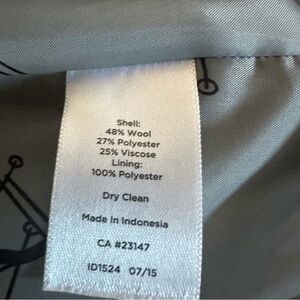 Shell:
48% Wool
27% Polyester
25% Viscose
Lining:
100% Polyester
Dry Clean
Made in Indonesia
CA #23147
ID1524 07/15